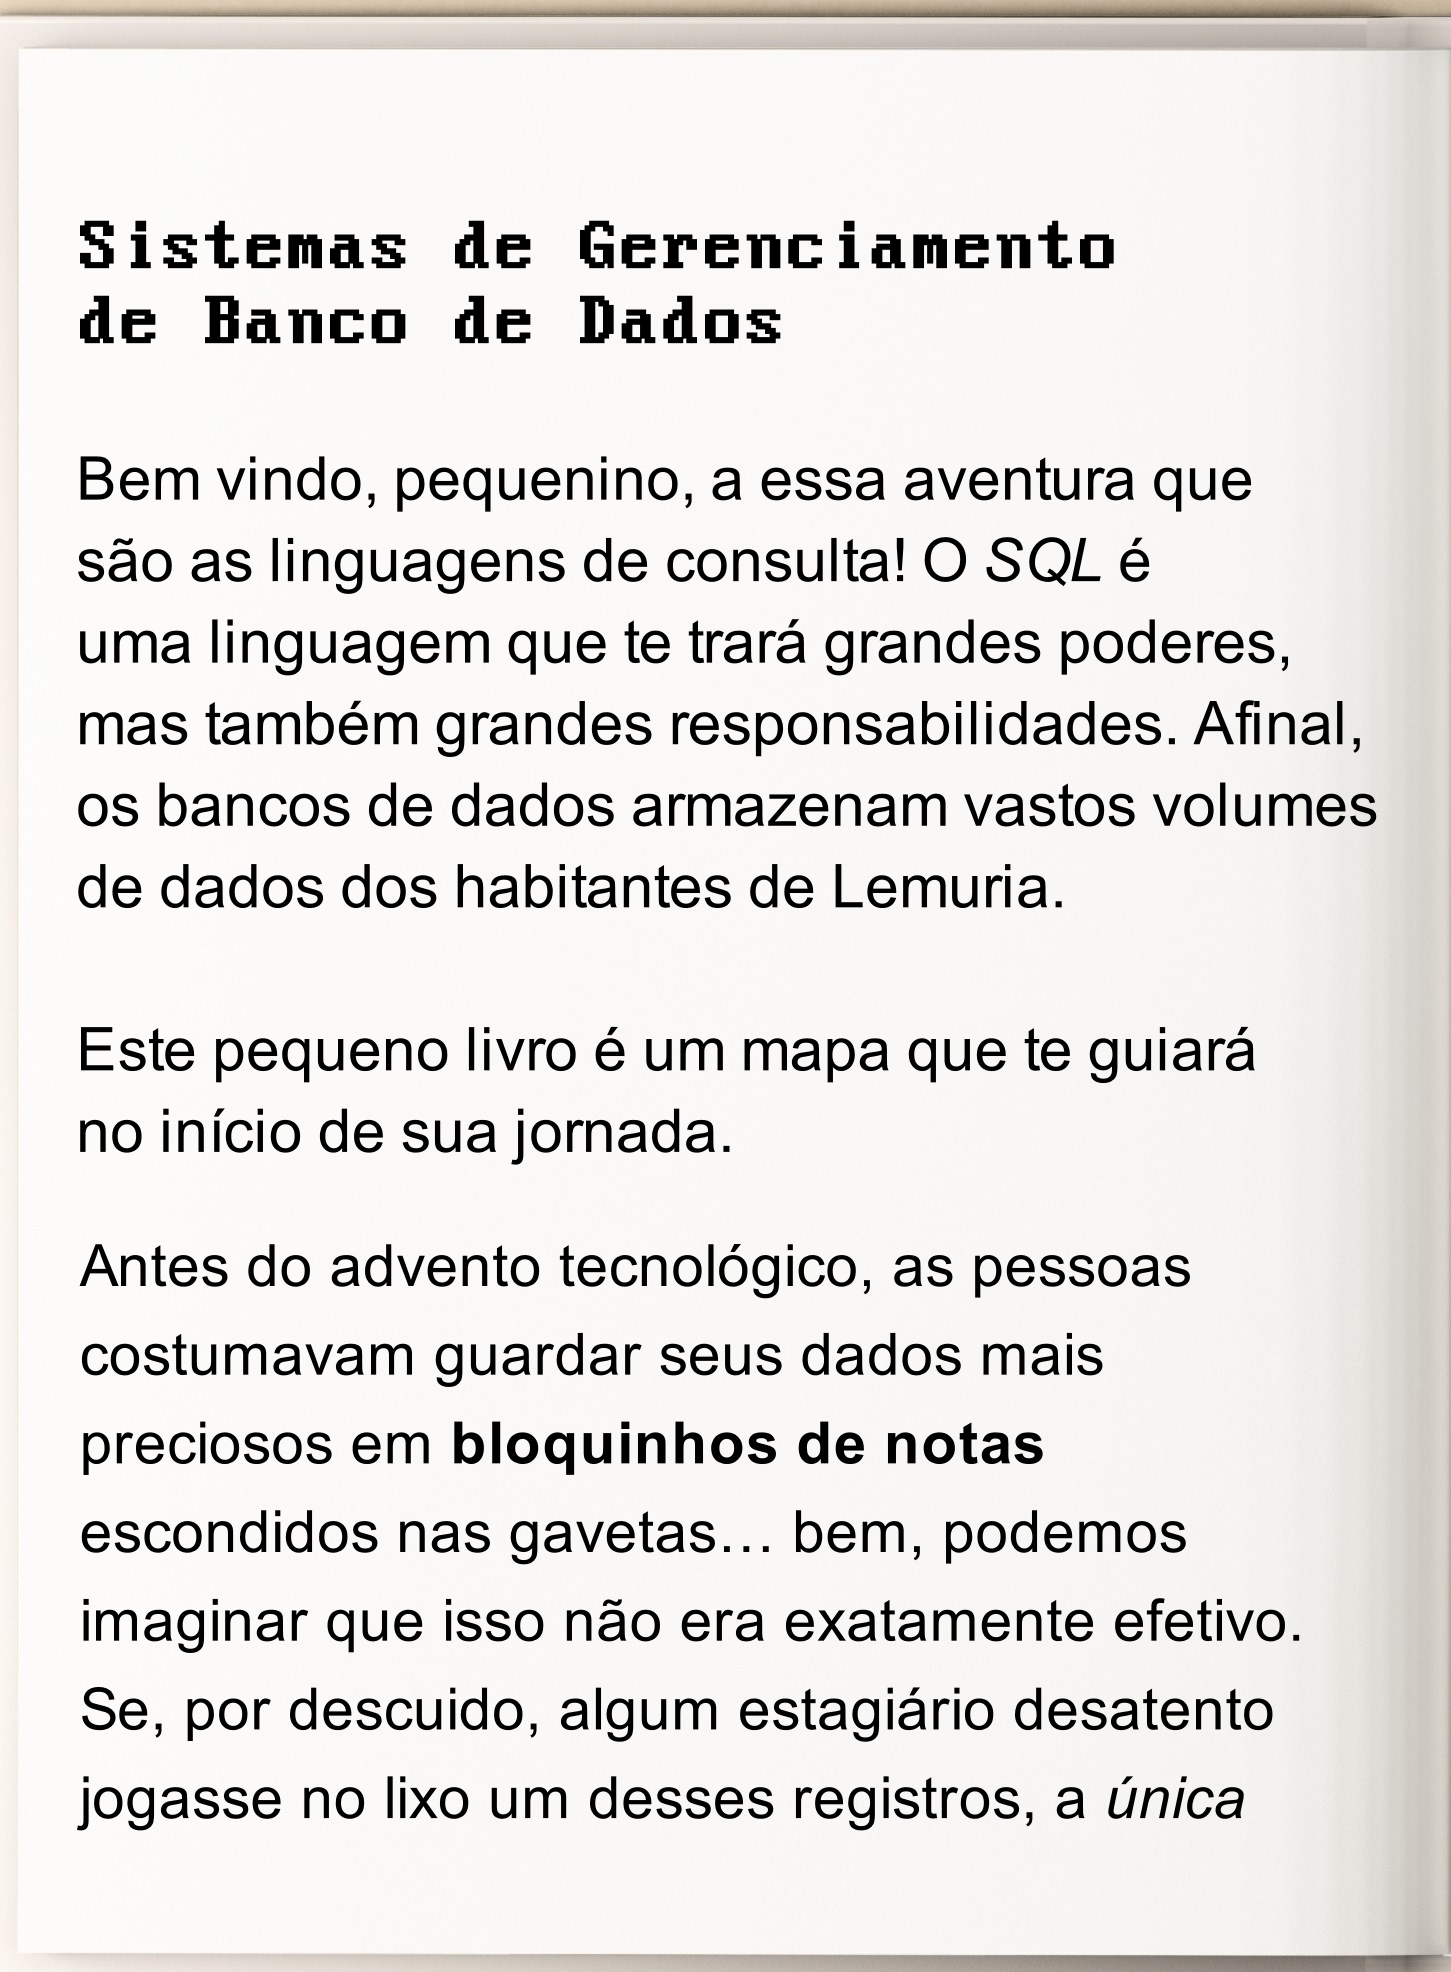 Sistemas de Gerenciamento
de Banco de Dados
Bem vindo, pequenino, a essa aventura que
são as linguagens de consulta! O SQL é
uma linguagem que te trará grandes poderes,
mas também grandes responsabilidades. Afinal,
os bancos de dados armazenam vastos volumes
de dados dos habitantes de Lemuria.
Este pequeno livro é um mapa que te guiará
no início de sua jornada.
Antes do advento tecnológico, as pessoas
costumavam guardar seus dados mais
preciosos em bloquinhos de notas
escondidos nas gavetas… bem, podemos
imaginar que isso não era exatamente efetivo.
Se, por descuido, algum estagiário desatento
jogasse no lixo um desses registros, a única